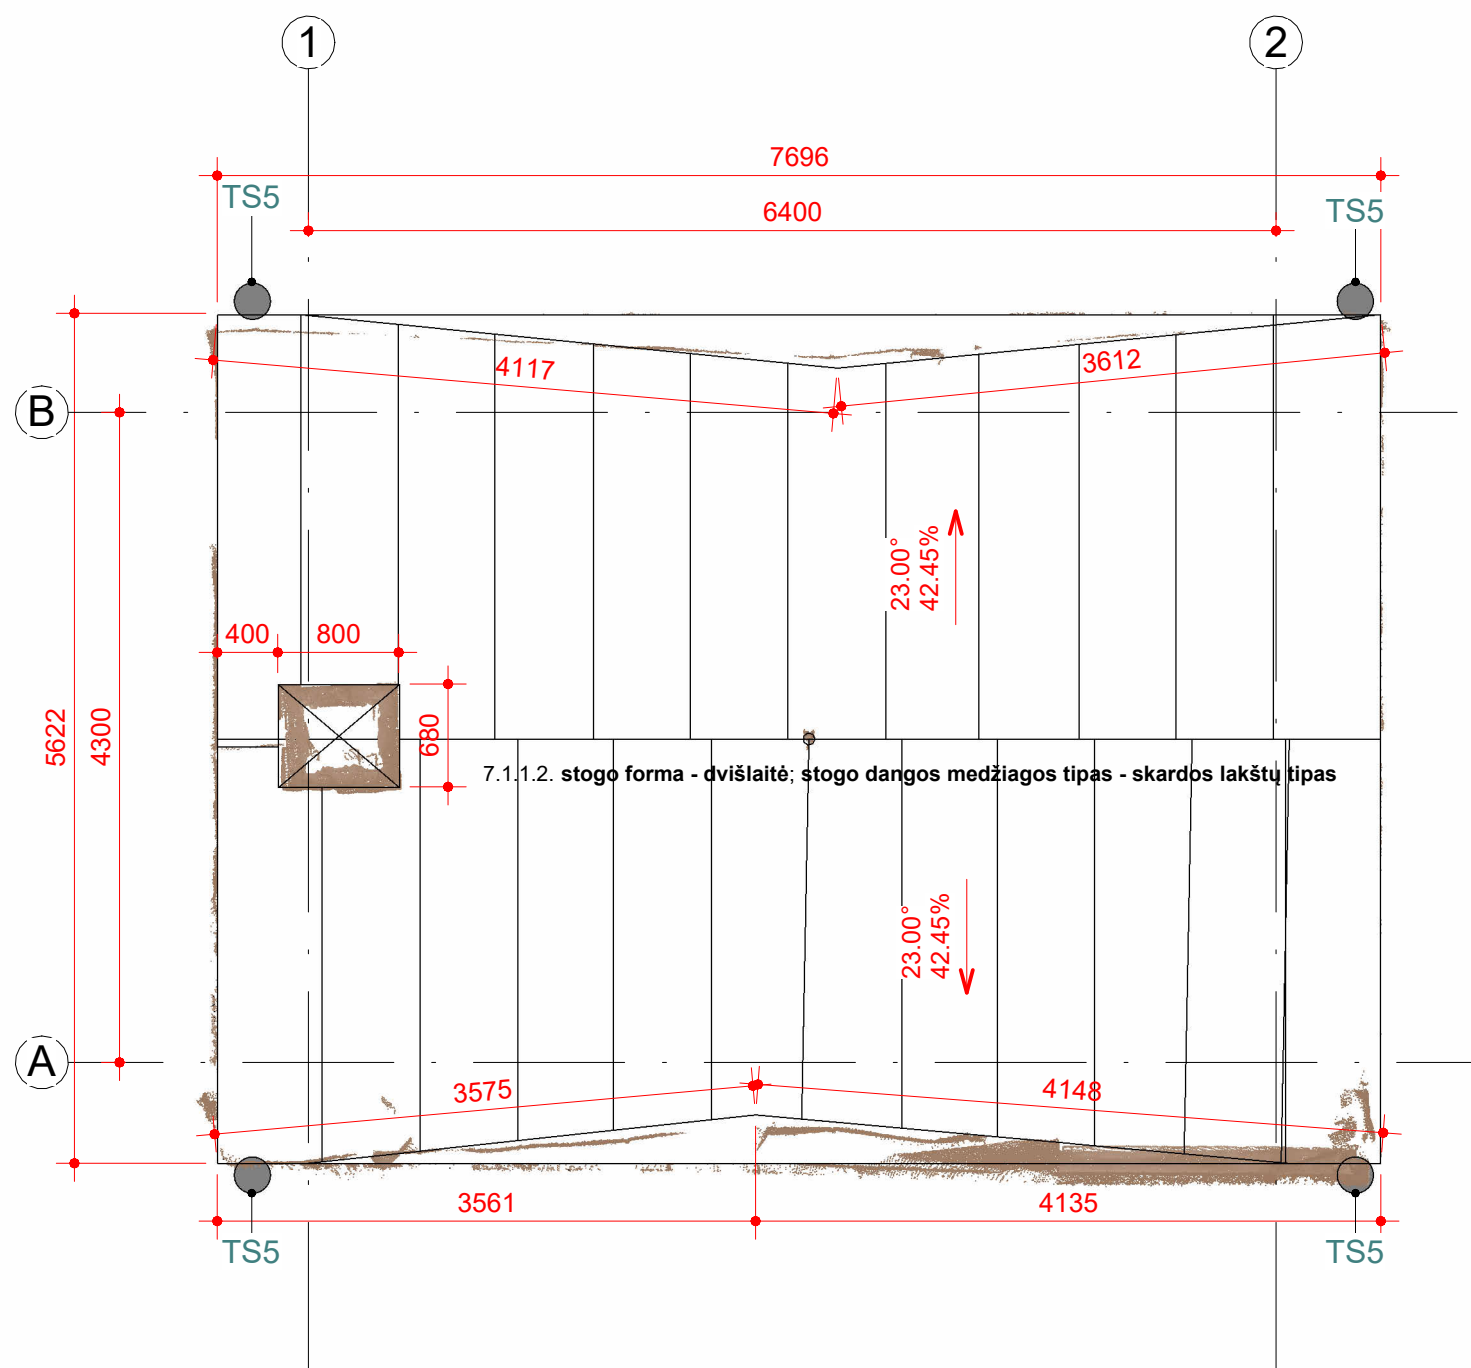 1
2
7696
TS5
6400
TS5
4117
3612
B
23.00°
42.45%
400
800
680
5622
4300
7.1.1.2. stogo forma - dvišlaitė; stogo dangos medžiagos tipas - skardos lakštų tipas
23.00°
42.45%
A
3575
4148
3561
4135
TS5
TS5